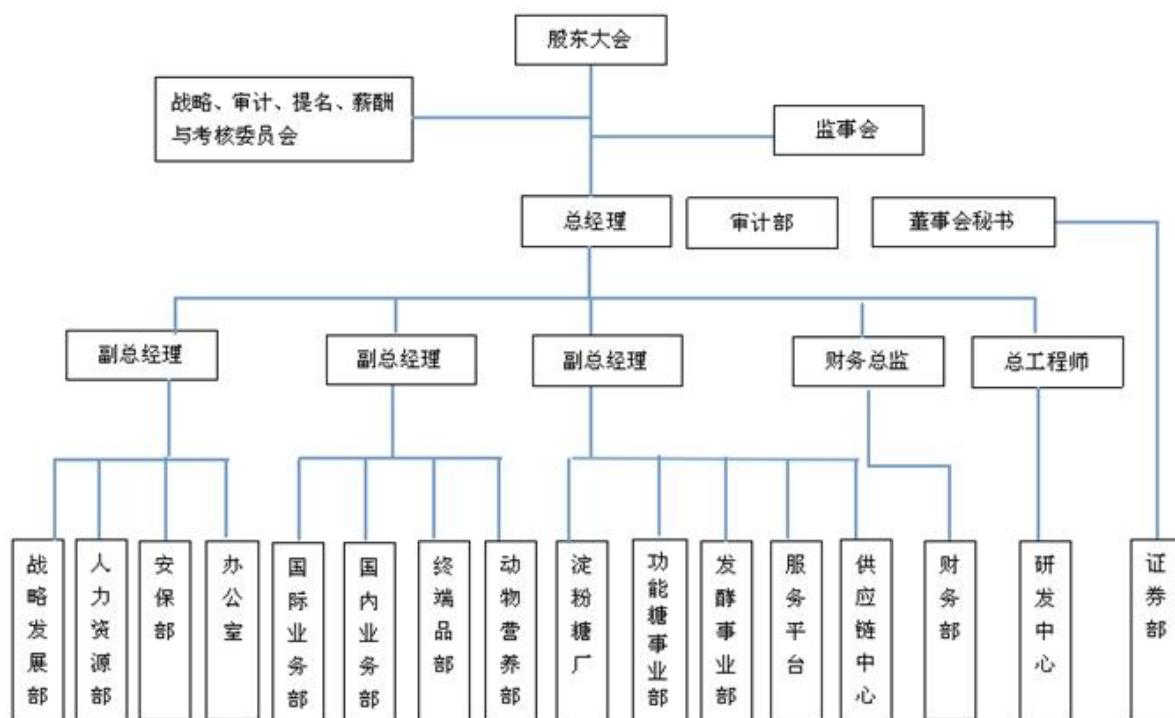 股东大会
战略、审计、提名、薪酬
与考核委员会
监事会
总经理
审计部
董事会秘书
副总经理
副总经理
副总经理
财务总监
总工程师
战略发展部
人力资源部
安保部
办公室
国际业务部
国内业务部
终端品部
动物营养部
淀粉糖厂
功能糖事业部
发酵事业部
服务平台
供应链中心
财务部
研发中心
证券部